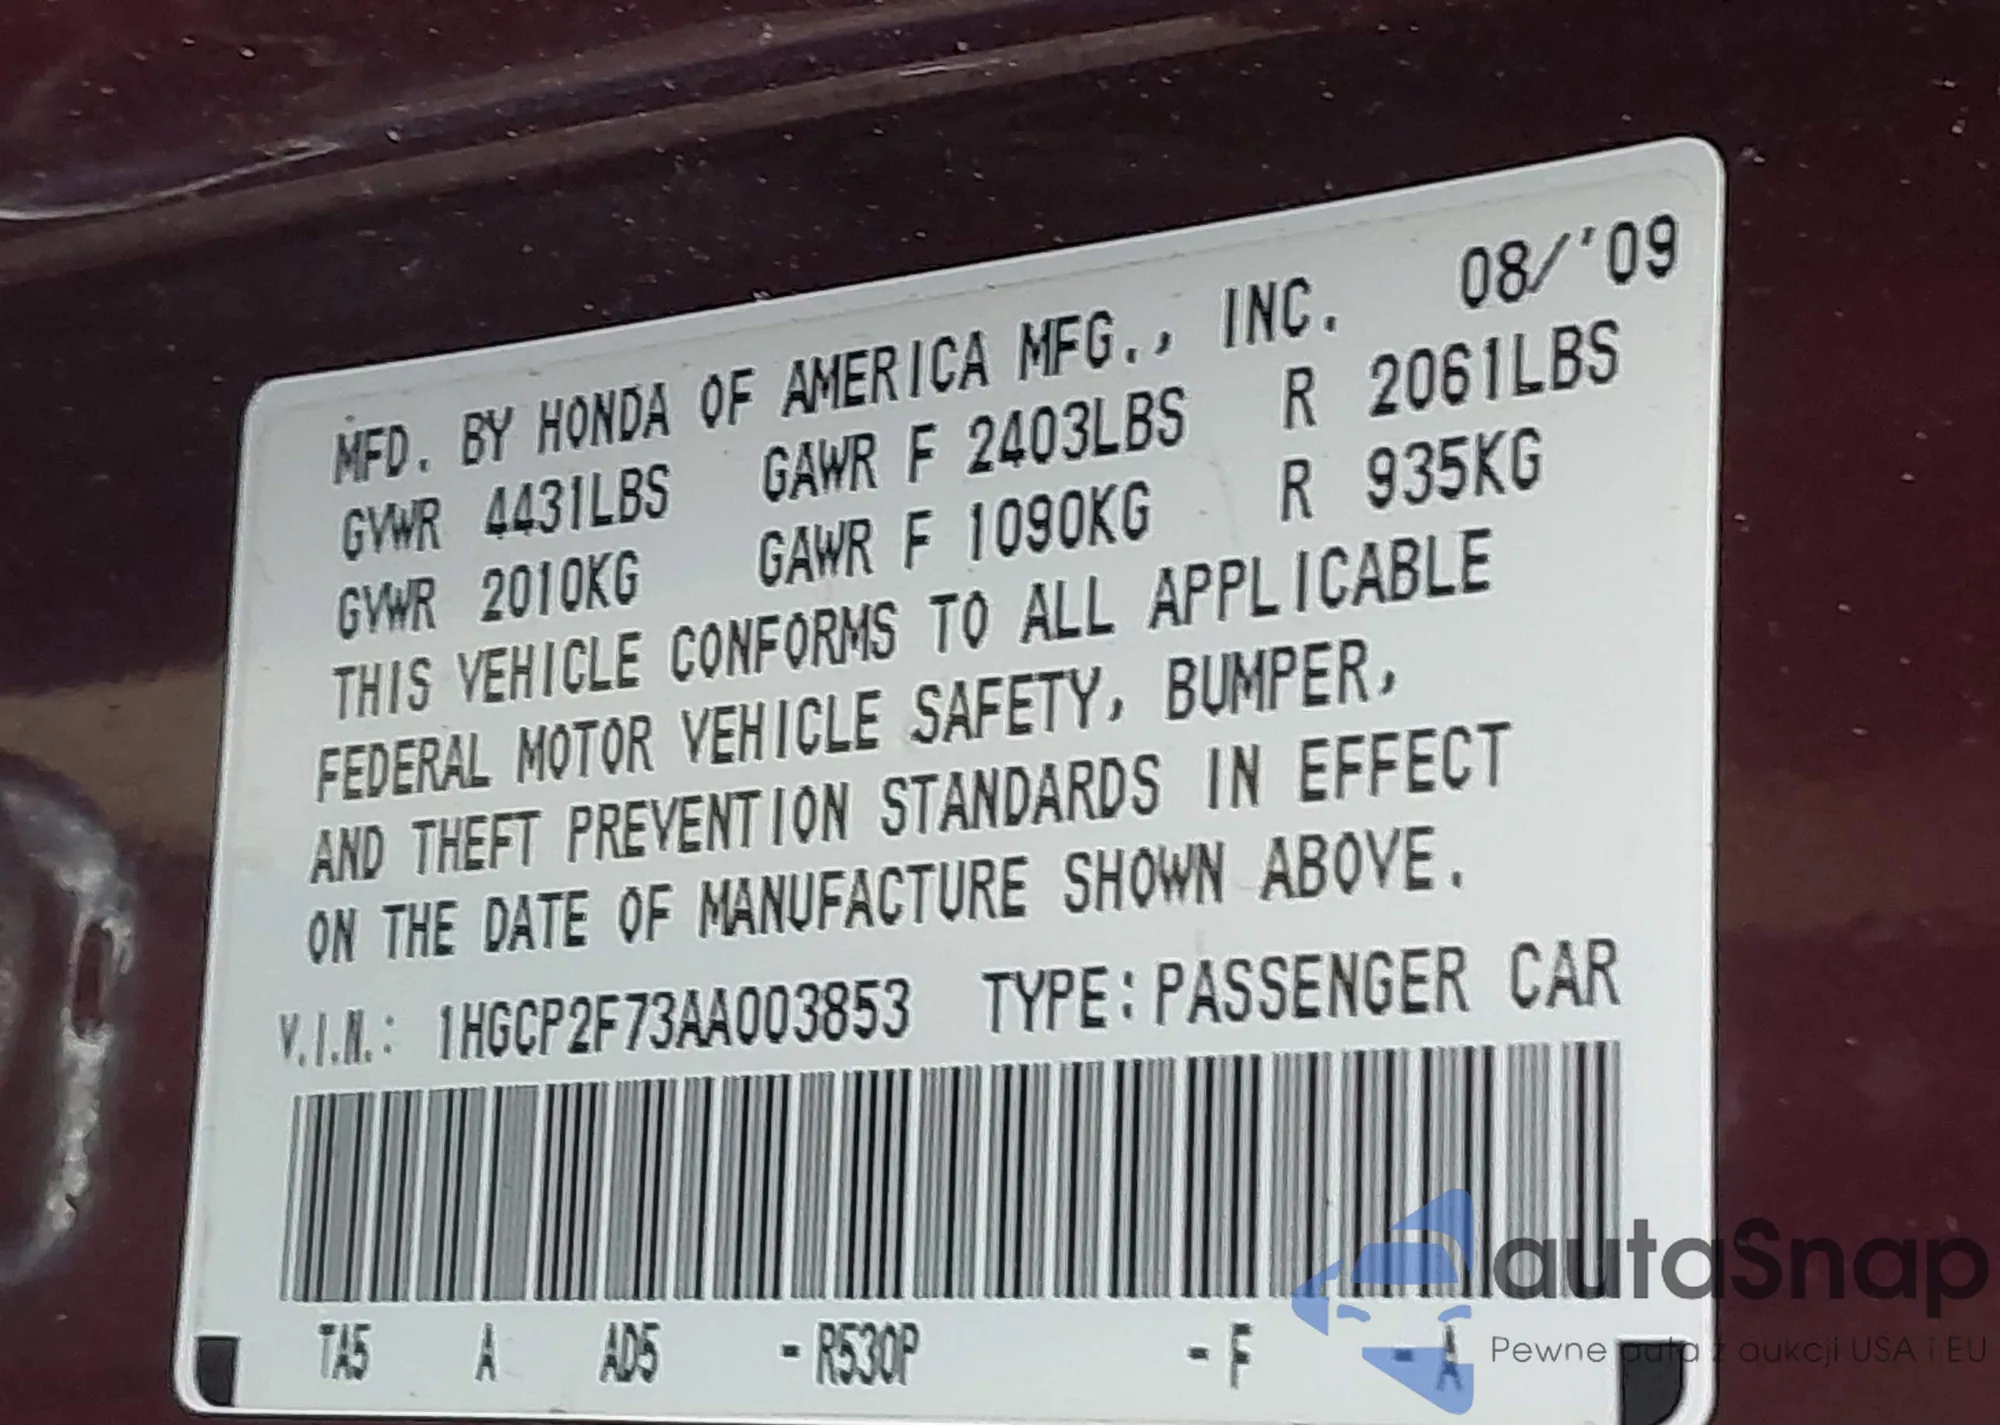 MFD. BY HONDA OF AMERICA MFG., INC. 08/'09
GVWR 4431LBS GAWR F 2403LBS R 2061LBS
GVWR 2010KG GAWR F 1090KG R 935KG
THIS VEHICLE CONFORMS TO ALL APPLICABLE
FEDERAL MOTOR VEHICLE SAFETY, BUMPER,
AND THEFT PREVENTION STANDARDS IN EFFECT
ON THE DATE OF MANUFACTURE SHOWN ABOVE.
V.I.N.: 1HGCP2F73AA003853 TYPE:PASSENGER CAR
TA5 A AD5 -R530P -F -A
autaSnap
Pewne auta z aukcji USA i EU